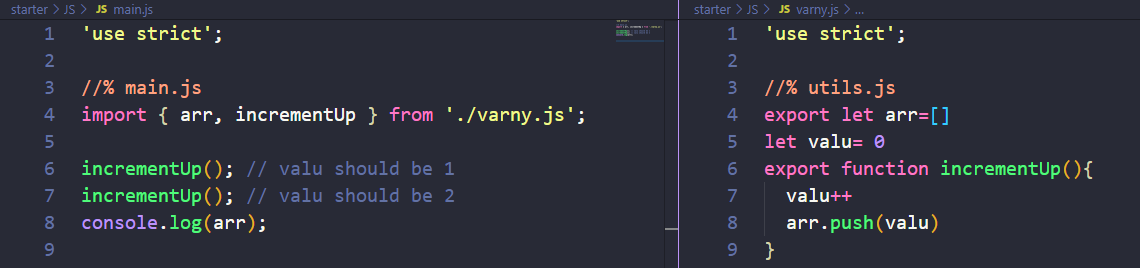 starter > JS > JS main.js
1 'use strict';
2
3 //% main.js
4 import { arr, incrementUp } from './varny.js';
5
6 incrementUp(); // valu should be 1
7 incrementUp(); // valu should be 2
8 console.log(arr);
9
starter > JS > JS varny.js > ...
1 'use strict';
2
3 //% utils.js
4 export let arr=[]
5 let valu= 0
6 export function incrementUp(){
7 valu++
8 arr.push(valu)
9 }